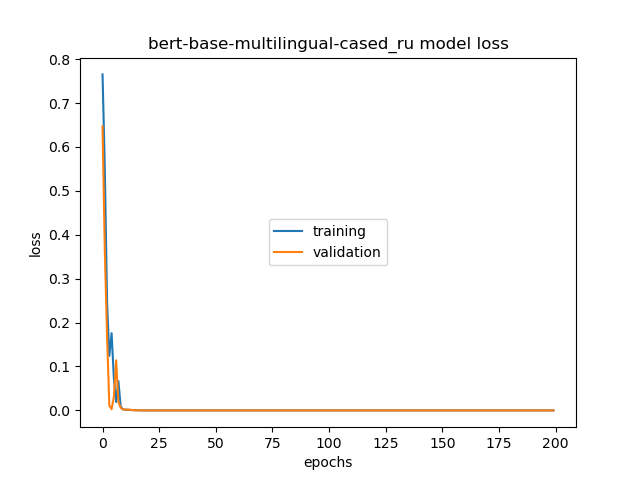 bert-base-multilingual-cased_ru model loss
0.8
0.7
0.6
0.5
0.4
0.3
0.2
0.1
0.0
loss
training
validation
0 25 50 75 100 125 150 175 200
epochs